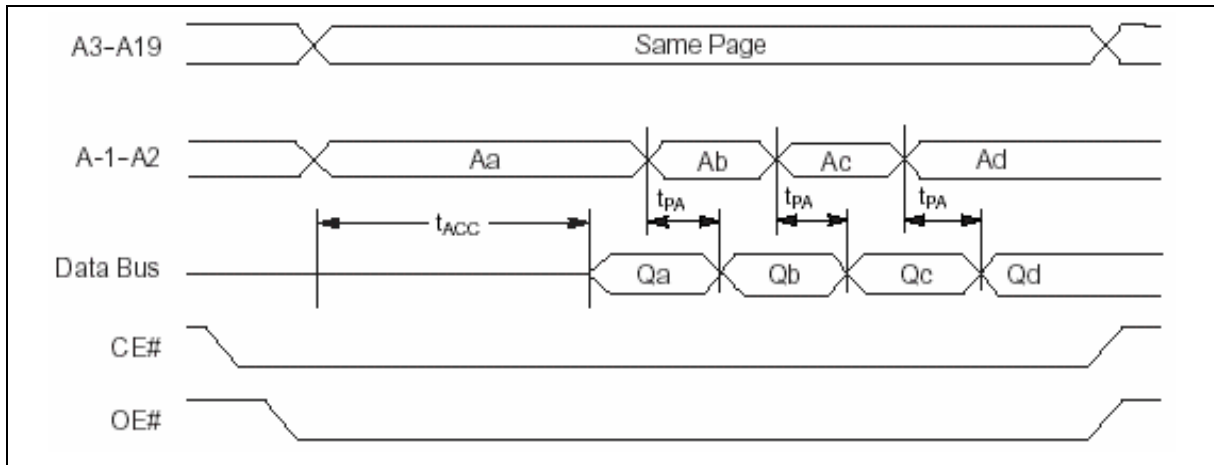 A3-A19 Same Page
A-1-A2 Aa Ab Ac Ad
tACC tPA tPA tPA
Data Bus Qa Qb Qc Qd
CE#
OE#